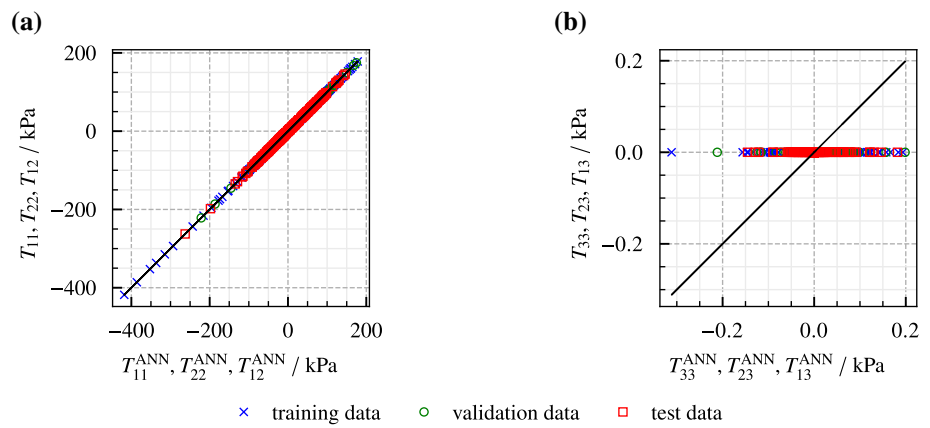 (a)
(b)
200
0
−200
−400
T₁₁, T₂₂, T₁₂ / kPa
−400 −200 0 200
T₁₁ᴬᴺᴺ, T₂₂ᴬᴺᴺ, T₁₂ᴬᴺᴺ / kPa
0.2
0.0
−0.2
T₃₃, T₂₃, T₁₃ / kPa
−0.2 0.0 0.2
T₃₃ᴬᴺᴺ, T₂₃ᴬᴺᴺ, T₁₃ᴬᴺᴺ / kPa
training data validation data test data